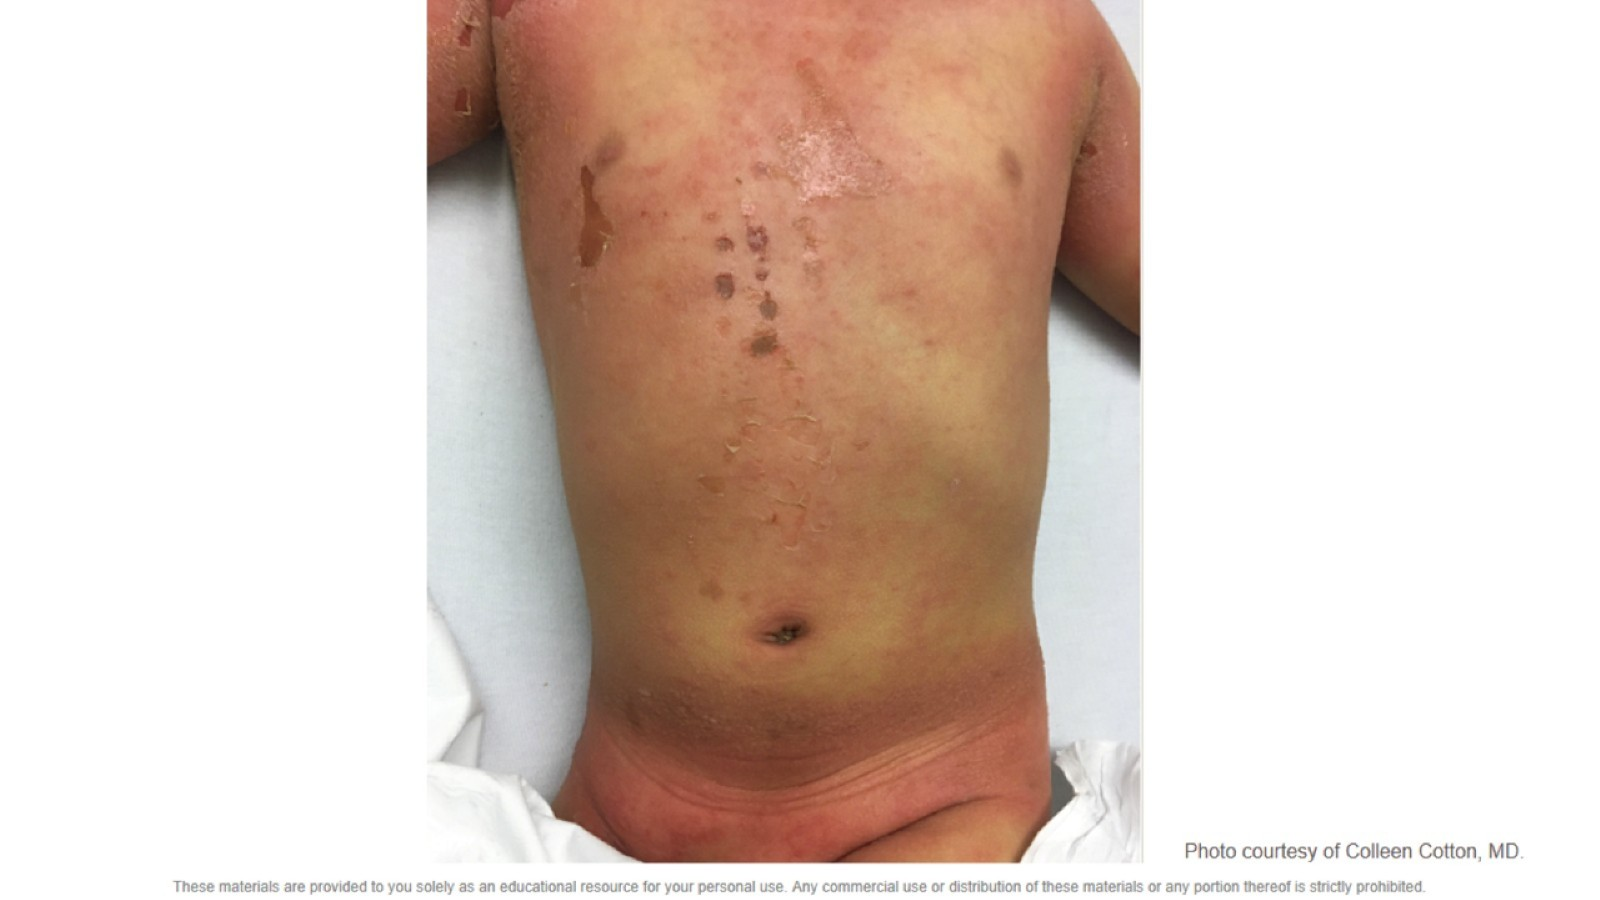 Photo courtesy of Colleen Cotton, MD.
These materials are provided to you solely as an educational resource for your personal use. Any commercial use or distribution of these materials or any portion thereof is strictly prohibited.